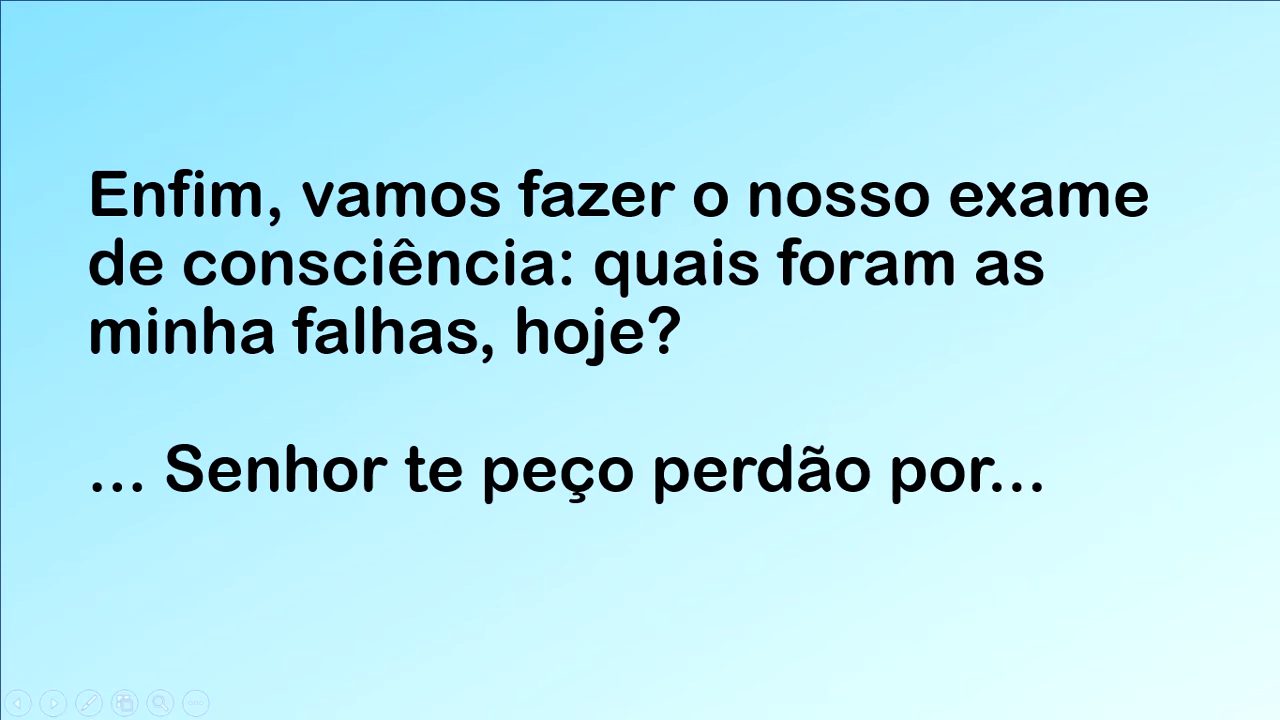 Enfim, vamos fazer o nosso exame
de consciência: quais foram as
minha falhas, hoje?
... Senhor te peço perdão por...